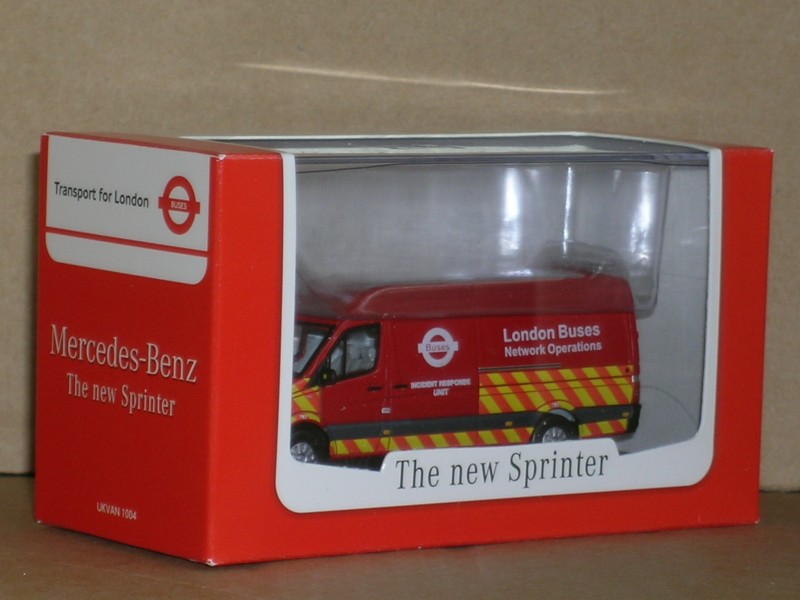 Transport for London
BUSES
Mercedes-Benz
The new Sprinter
UKVAN 1004
Buses
INCIDENT RESPONSE
UNIT
London Buses
Network Operations
The new Sprinter